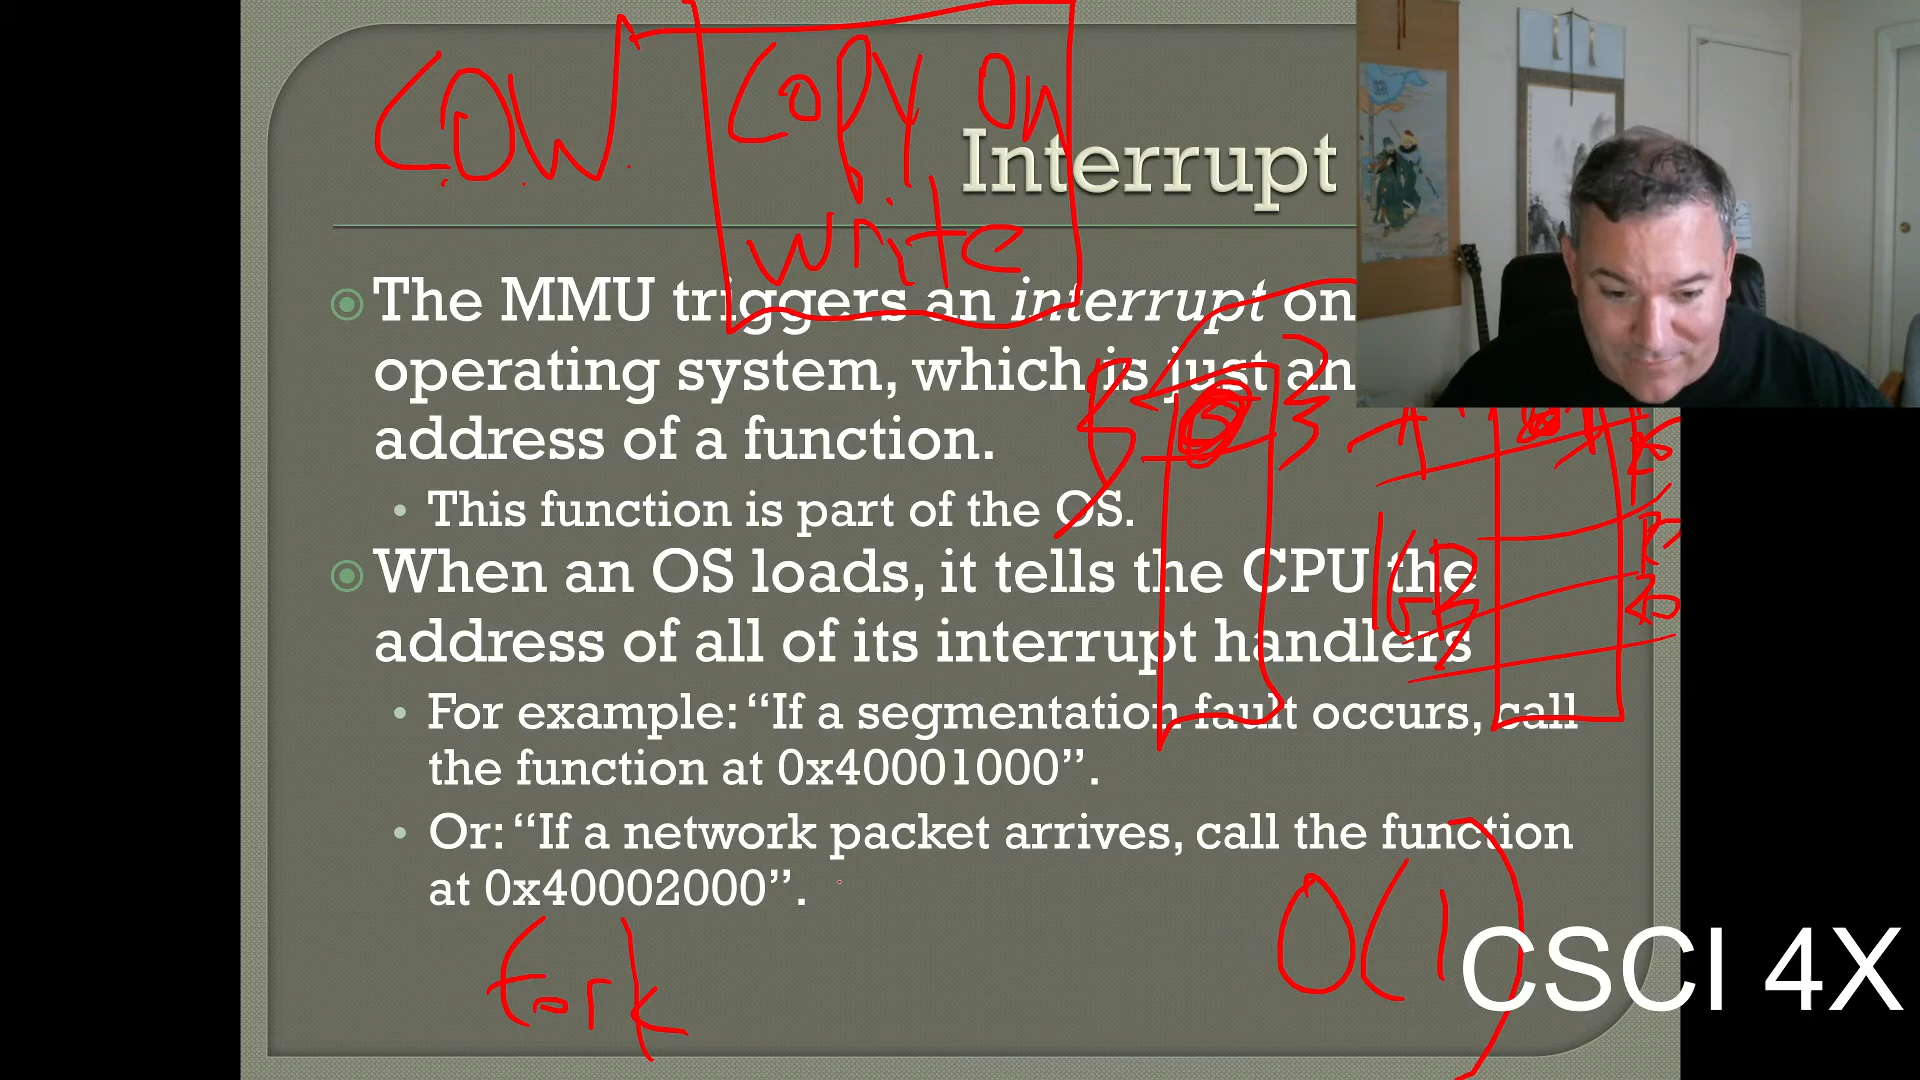 C.O.W.
Copy on
write
Interrupt
The MMU triggers an interrupt on
operating system, which is just an
address of a function.
This function is part of the OS.
When an OS loads, it tells the CPU the
address of all of its interrupt handlers
For example: “If a segmentation fault occurs, call
the function at 0x40001000”.
Or: “If a network packet arrives, call the function
at 0x40002000”.
1GB
fork
O(1)
CSCI 4X